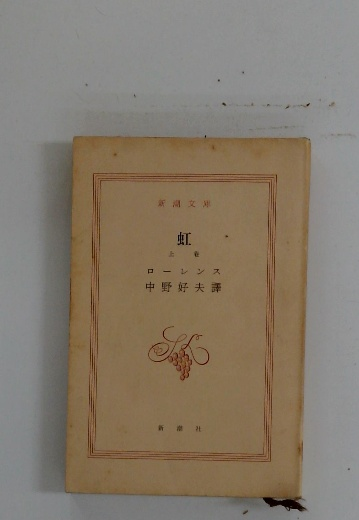 新潮文庫
虹
上巻
ローレンス
中野好夫譯
新潮社